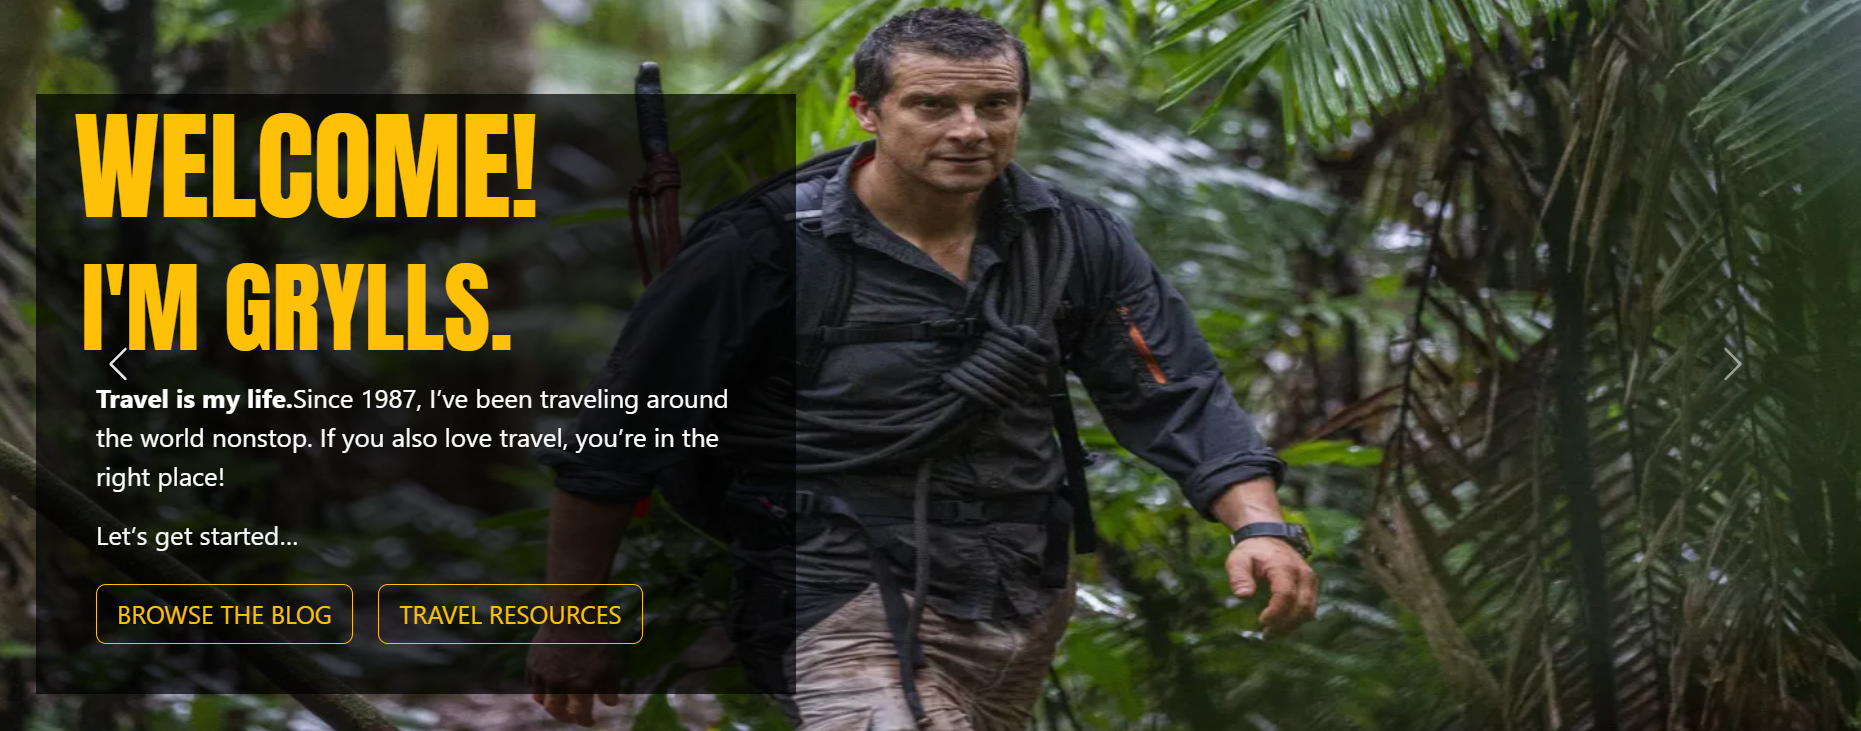 WELCOME!
I'M GRYLLS.
Travel is my life.Since 1987, I’ve been traveling around
the world nonstop. If you also love travel, you’re in the
right place!
Let’s get started...
BROWSE THE BLOG
TRAVEL RESOURCES